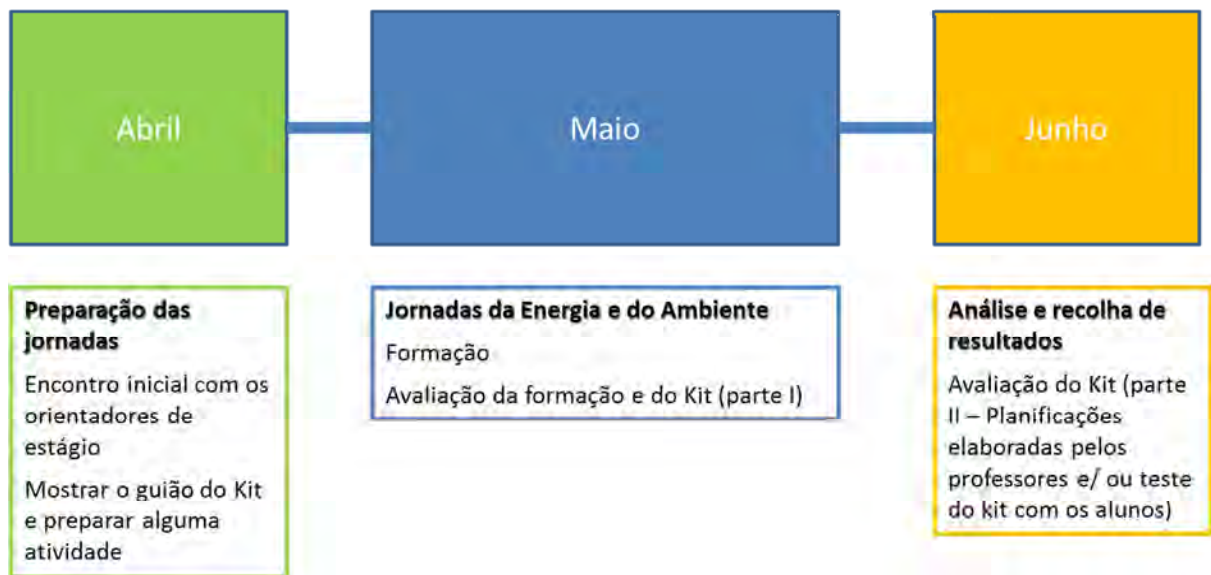 Abril
Maio
Junho
Preparação das
jornadas
Encontro inicial com os
orientadores de
estágio
Mostrar o guião do Kit
e preparar alguma
atividade
Jornadas da Energia e do Ambiente
Formação
Avaliação da formação e do Kit (parte I)
Análise e recolha de
resultados
Avaliação do Kit (parte
II – Planificações
elaboradas pelos
professores e/ ou teste
do kit com os alunos)